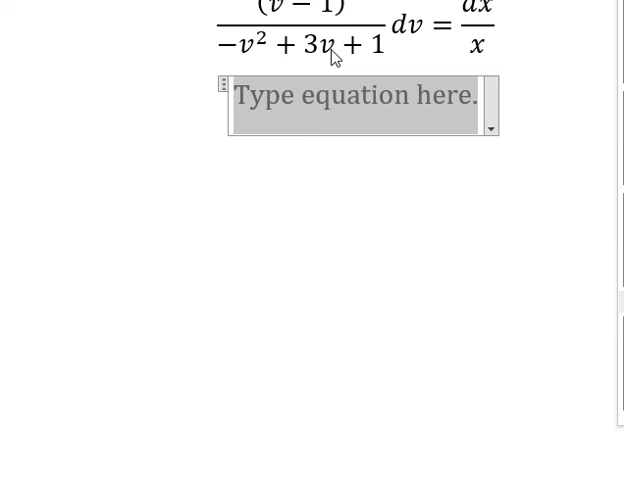 (v − 1)
/(−v² + 3v + 1) dv = dx/x
Type equation here.